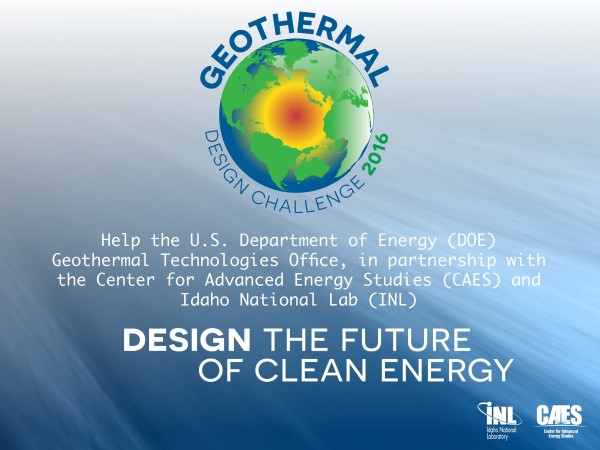 GEOTHERMAL
DESIGN CHALLENGE 2016
Help the U.S. Department of Energy (DOE)
Geothermal Technologies Office, in partnership with
the Center for Advanced Energy Studies (CAES) and
Idaho National Lab (INL)
DESIGN THE FUTURE
OF CLEAN ENERGY
INL
Idaho National
Laboratory
CAES
Center for Advanced
Energy Studies